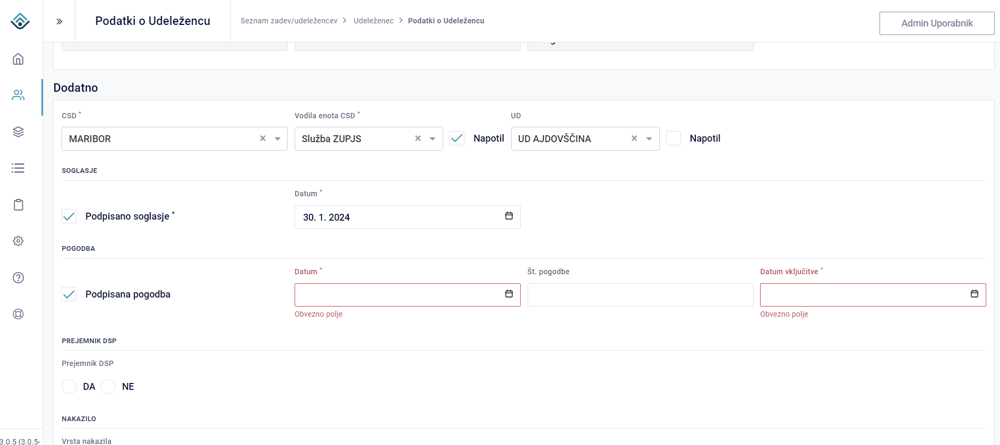 Podatki o Udeležencu
Seznam zadev/udeležencev > Udeleženec > Podatki o Udeležencu
Admin Uporabnik
Dodatno
CSD * Vodila enota CSD * UD
MARIBOR × Služba ZUPJS × Napotil UD AJDOVŠČINA × Napotil
SOGLASJE
Datum *
Podpisano soglasje * 30. 1. 2024
POGODBA
Datum * Št. pogodbe Datum vključitve *
Podpisana pogodba
Obvezno polje Obvezno polje
PREJEMNIK DSP
Prejemnik DSP
DA NE
NAKAZILO
Vrsta nakazila
3.0.5 (3.0.5-